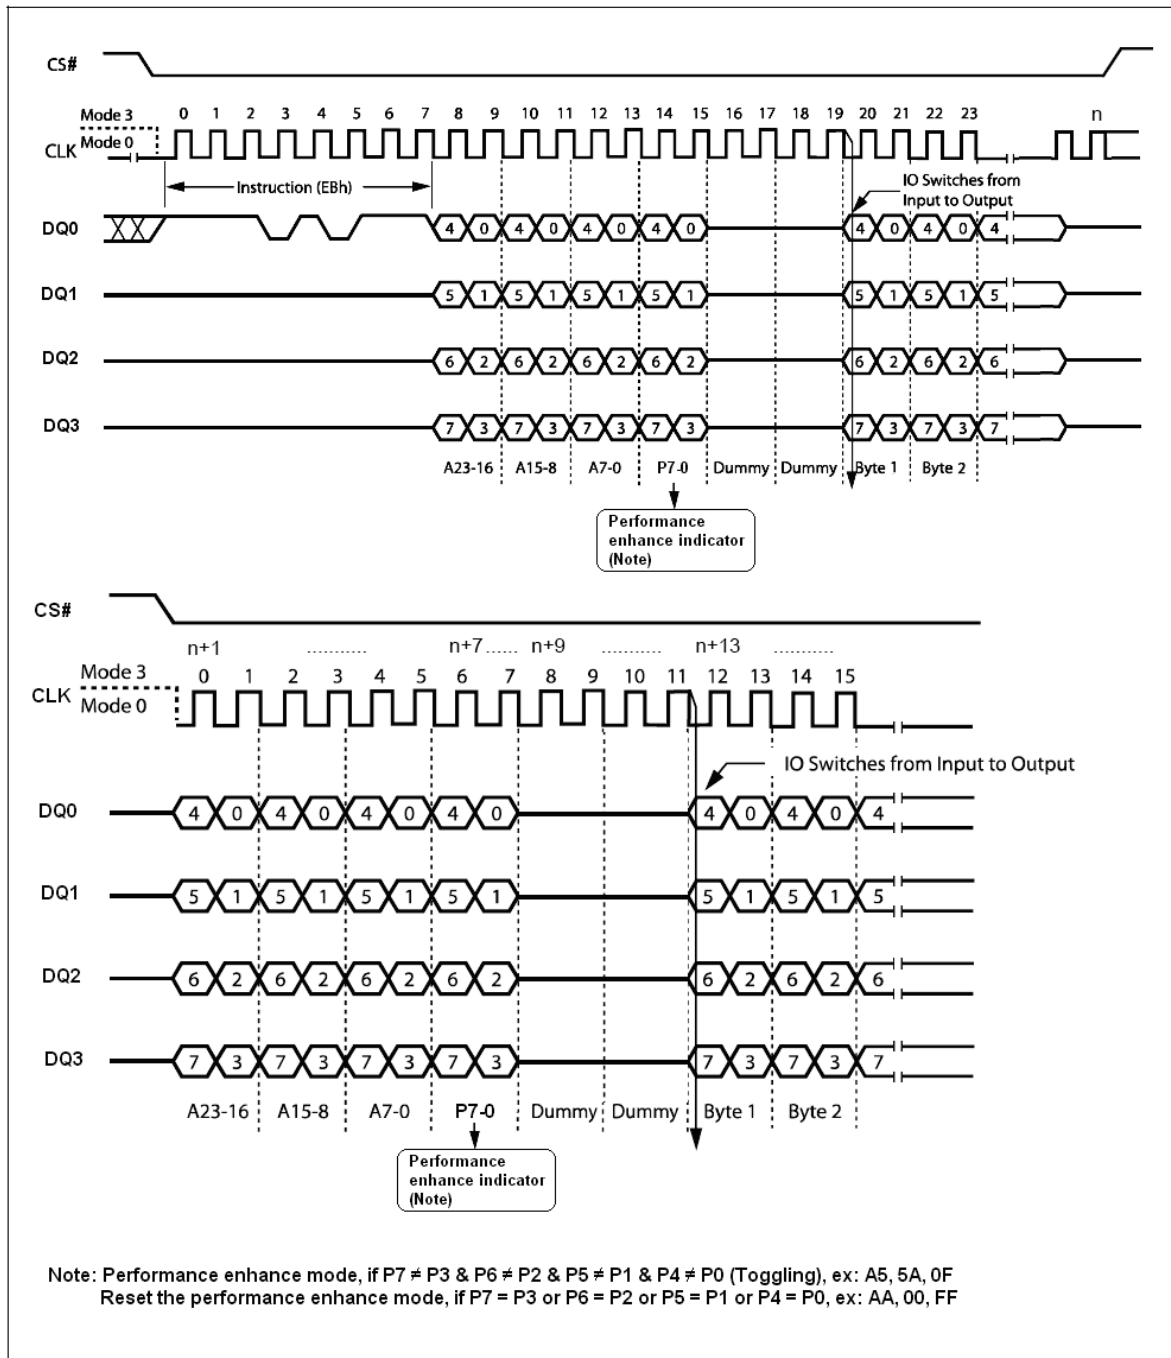 CS#
Mode 3
0 1 2 3 4 5 6 7 8 9 10 11 12 13 14 15 16 17 18 19 20 21 22 23 n
CLK Mode 0
Instruction (EBh)
IO Switches from
Input to Output
DQ0 4 0 4 0 4 0 4 0 4 0 4 0 4
DQ1 5 1 5 1 5 1 5 1 5 1 5 1 5
DQ2 6 2 6 2 6 2 6 2 6 2 6 2 6
DQ3 7 3 7 3 7 3 7 3 7 3 7 3 7
A23-16 A15-8 A7-0 P7-0 Dummy Dummy Byte 1 Byte 2
Performance
enhance indicator
(Note)
CS#
n+1 ........... n+7 ...... n+9 ........... n+13 ...........
Mode 3
0 1 2 3 4 5 6 7 8 9 10 11 12 13 14 15
CLK Mode 0
IO Switches from Input to Output
DQ0 4 0 4 0 4 0 4 0 4 0 4 0 4
DQ1 5 1 5 1 5 1 5 1 5 1 5 1 5
DQ2 6 2 6 2 6 2 6 2 6 2 6 2 6
DQ3 7 3 7 3 7 3 7 3 7 3 7 3 7
A23-16 A15-8 A7-0 P7-0 Dummy Dummy Byte 1 Byte 2
Performance
enhance indicator
(Note)
Note: Performance enhance mode, if P7 ≠ P3 & P6 ≠ P2 & P5 ≠ P1 & P4 ≠ P0 (Toggling), ex: A5, 5A, 0F
Reset the performance enhance mode, if P7 = P3 or P6 = P2 or P5 = P1 or P4 = P0, ex: AA, 00, FF